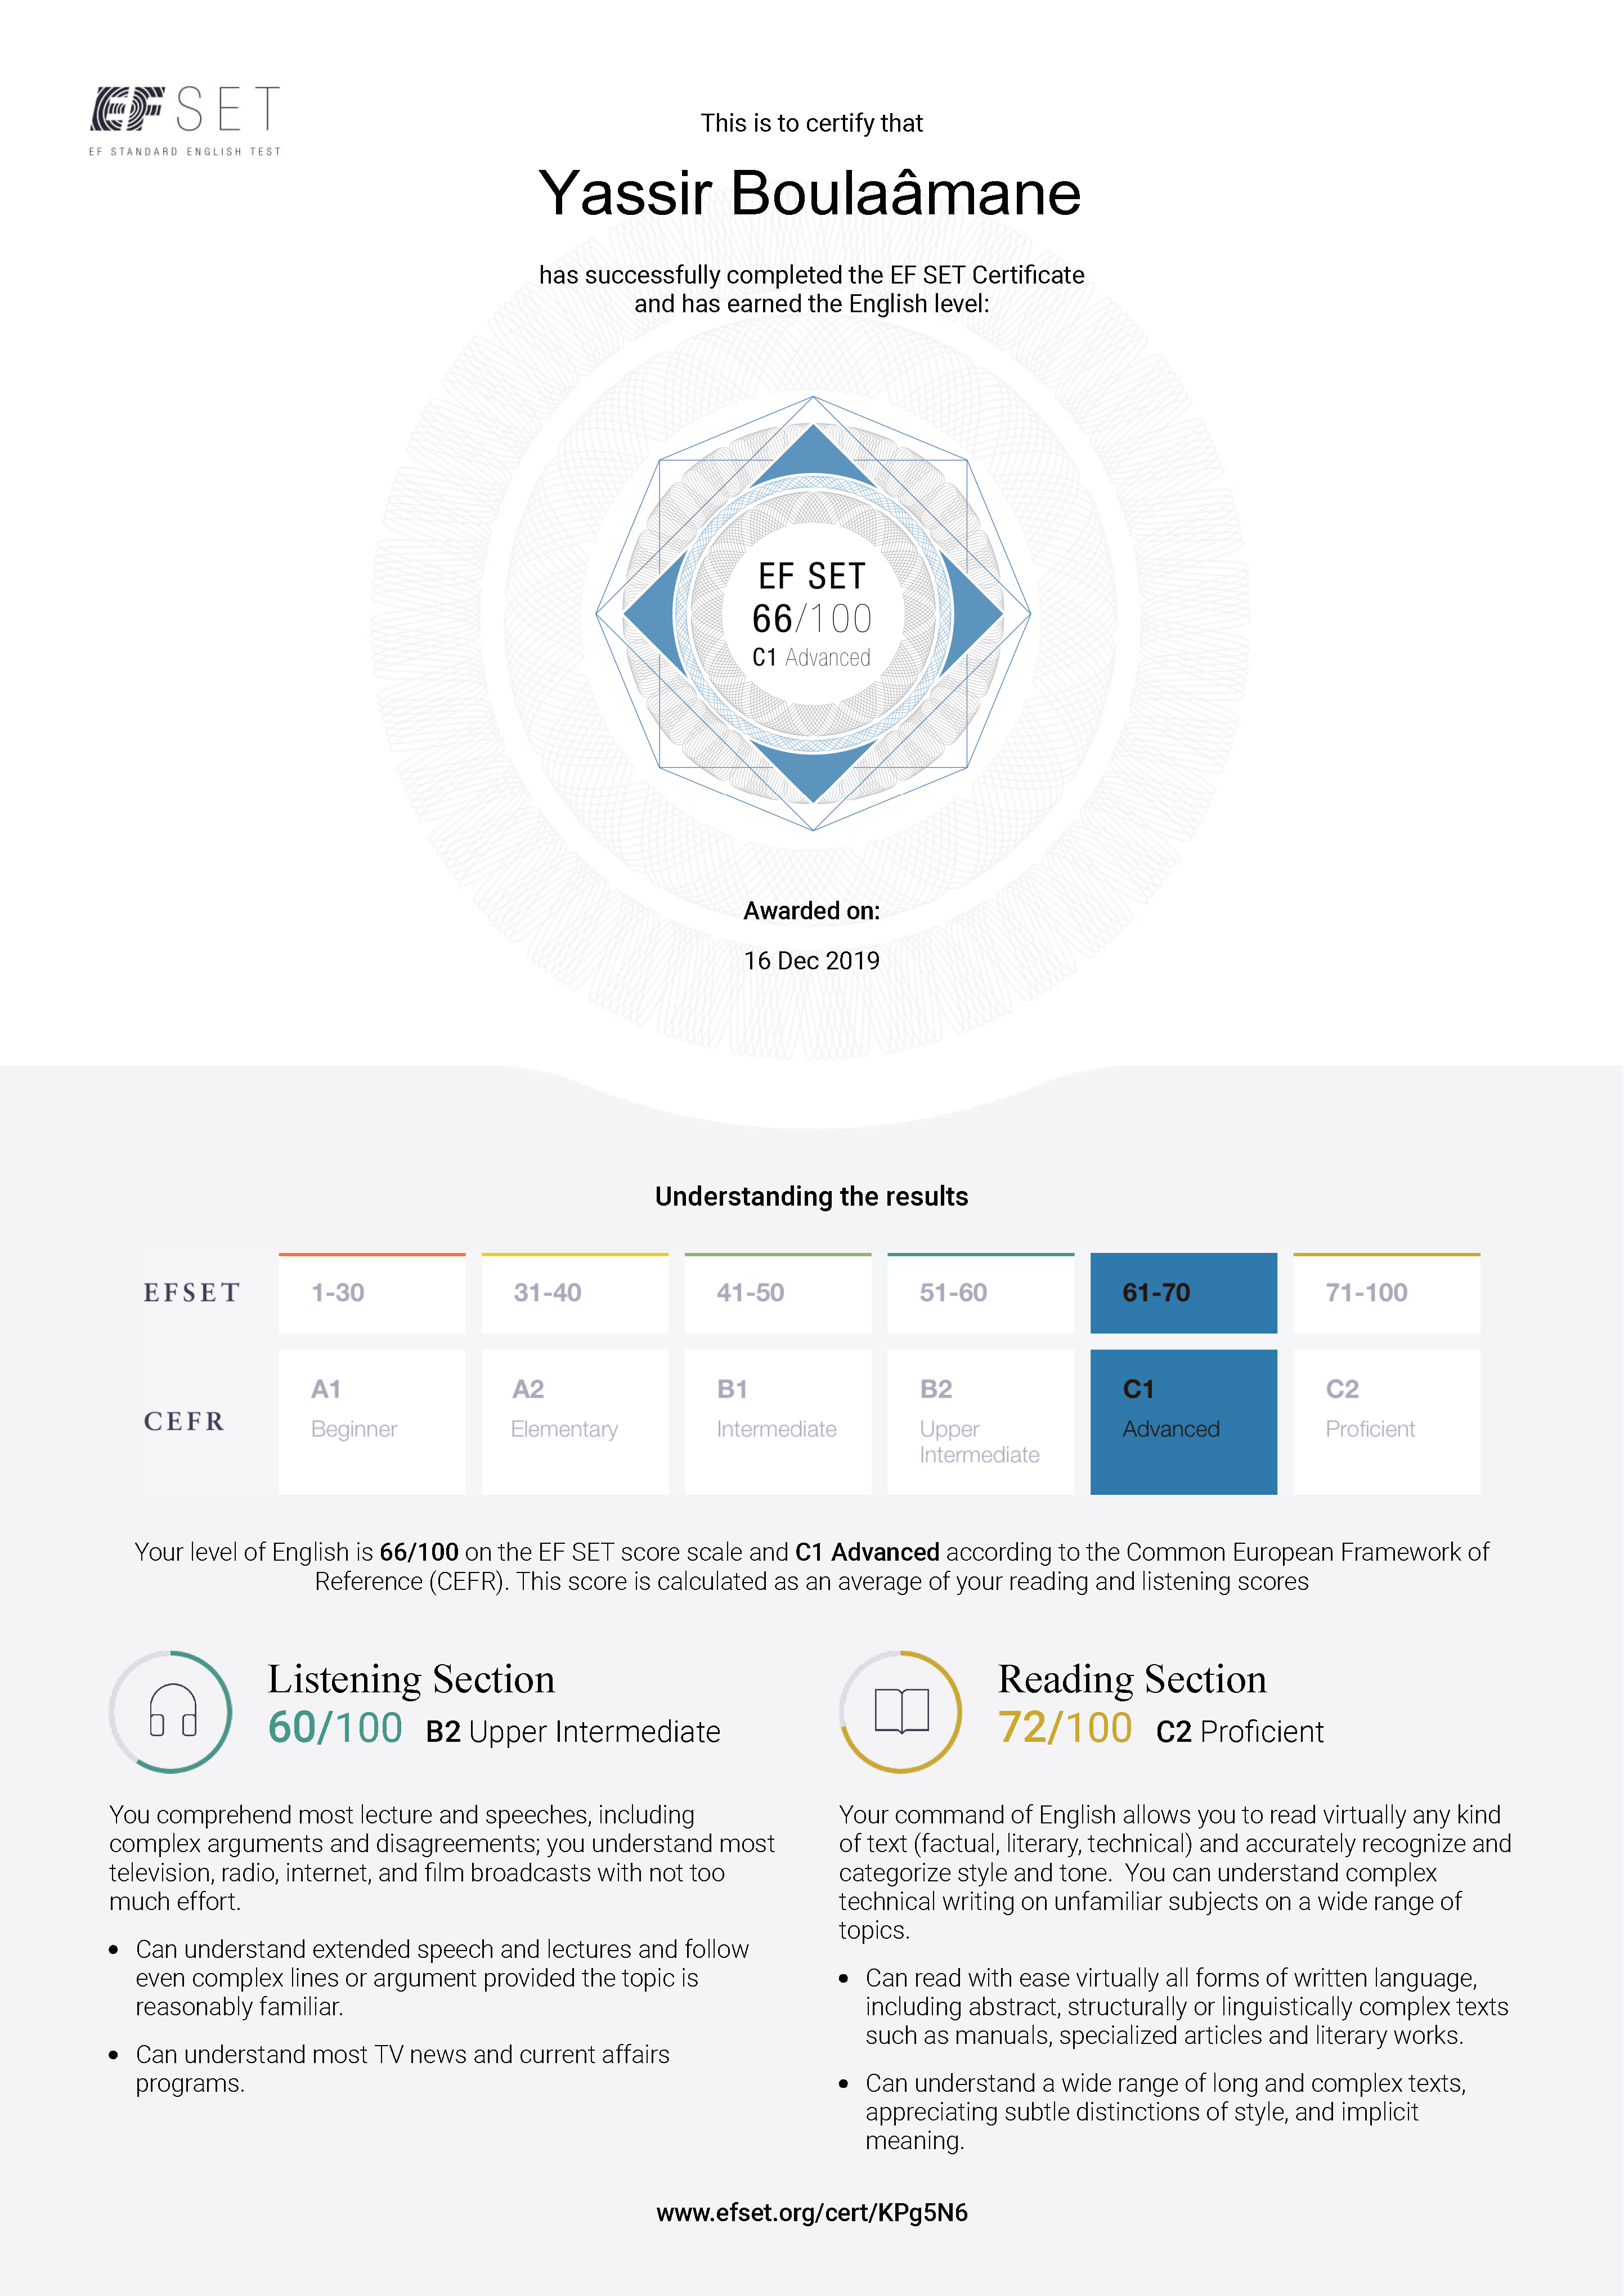 EF SET
EF STANDARD ENGLISH TEST
This is to certify that
Yassir Boulaâmane
has successfully completed the EF SET Certificate
and has earned the English level:
EF SET
66/100
C1 Advanced
Awarded on:
16 Dec 2019
Understanding the results
EFSET 1-30 31-40 41-50 51-60 61-70 71-100
CEFR
A1 A2 B1 B2 C1 C2
Beginner Elementary Intermediate Upper Advanced Proficient
Intermediate
Your level of English is 66/100 on the EF SET score scale and C1 Advanced according to the Common European Framework of
Reference (CEFR). This score is calculated as an average of your reading and listening scores
Listening Section
60/100 B2 Upper Intermediate
You comprehend most lecture and speeches, including
complex arguments and disagreements; you understand most
television, radio, internet, and film broadcasts with not too
much effort.
• Can understand extended speech and lectures and follow
even complex lines or argument provided the topic is
reasonably familiar.
• Can understand most TV news and current affairs
programs.
Reading Section
72/100 C2 Proficient
Your command of English allows you to read virtually any kind
of text (factual, literary, technical) and accurately recognize and
categorize style and tone.  You can understand complex
technical writing on unfamiliar subjects on a wide range of
topics.
• Can read with ease virtually all forms of written language,
including abstract, structurally or linguistically complex texts
such as manuals, specialized articles and literary works.
• Can understand a wide range of long and complex texts,
appreciating subtle distinctions of style, and implicit
meaning.
www.efset.org/cert/KPg5N6